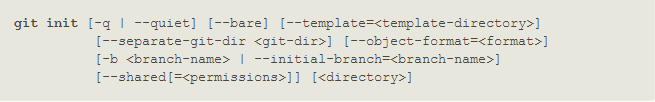 git init [-q | --quiet] [--bare] [--template=<template-directory>]
[--separate-git-dir <git-dir>] [--object-format=<format>]
[-b <branch-name> | --initial-branch=<branch-name>]
[--shared[=<permissions>]] [<directory>]